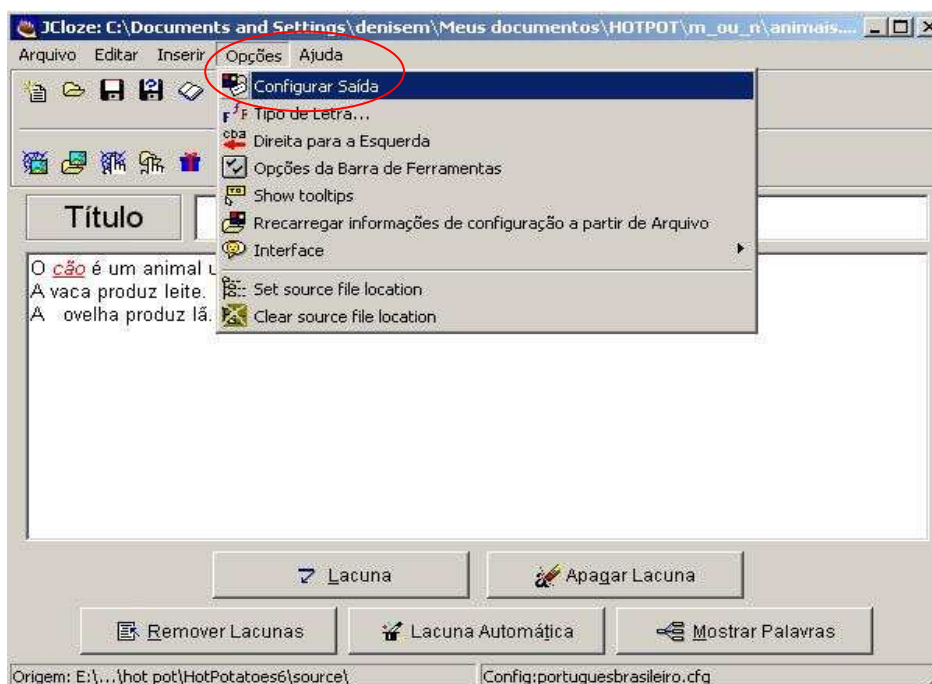 JCloze: C:\Documents and Settings\denisem\Meus documentos\HOTPOT\m_ou_n\animais....
Arquivo Editar Inserir Opções Ajuda
Configurar Saída
Tipo de Letra...
Direita para a Esquerda
Opções da Barra de Ferramentas
Show tooltips
Rrecarregar informações de configuração a partir de Arquivo
Interface
Set source file location
Clear source file location
Título
O cão é um animal u
A vaca produz leite.
A ovelha produz lã.
Lacuna
Apagar Lacuna
Remover Lacunas
Lacuna Automática
Mostrar Palavras
Origem: E:\...\hot pot\HotPotatoes6\source\
Config:portuguesbrasileiro.cfg